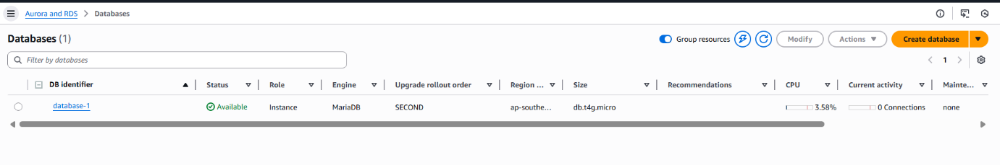 Aurora and RDS > Databases
Databases (1)
Group resources Modify Actions Create database
Filter by databases
1
DB identifier Status Role Engine Upgrade rollout order Region ... Size Recommendations CPU Current activity Mainte...
database-1 Available Instance MariaDB SECOND ap-southe... db.t4g.micro 3.58% 0 Connections none